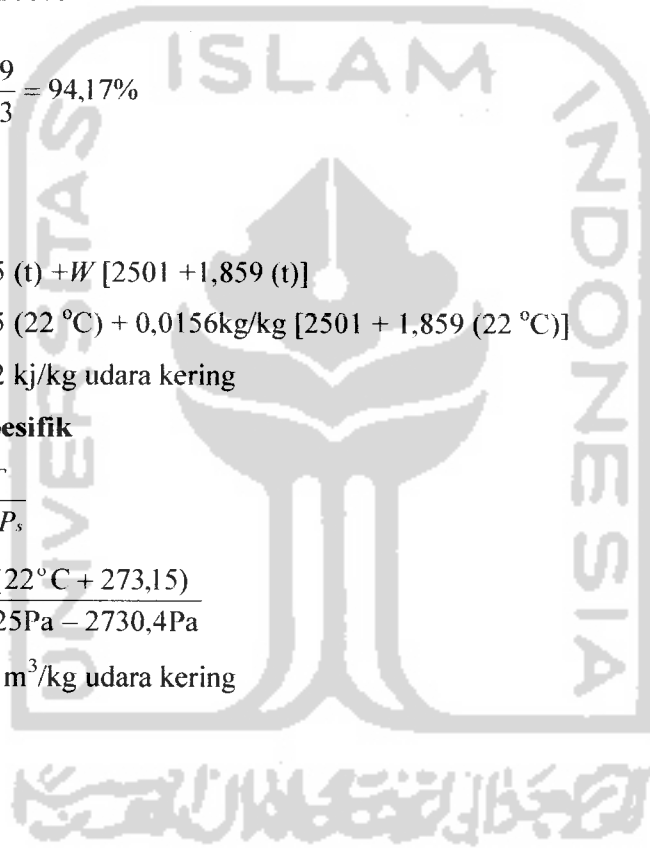 ISLAM
UNIVERSITAS
INDONESIA
9/3 = 94,17%
5 (t) +W [2501 +1,859 (t)]
5 (22 °C) + 0,0156kg/kg [2501 + 1,859 (22 °C)]
2 kj/kg udara kering
esifik
P_s
(22°C + 273,15)
25Pa – 2730,4Pa
m³/kg udara kering